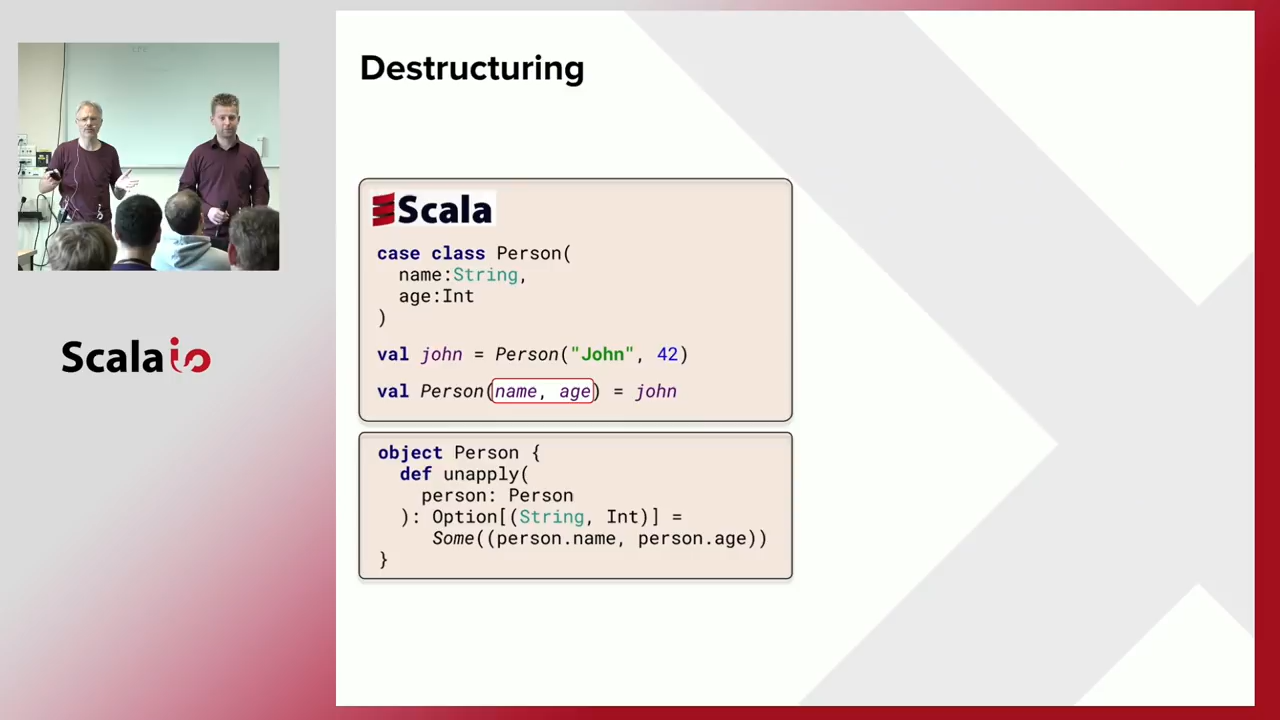 Destructuring
Scala
case class Person(
name:String,
age:Int
)
val john = Person("John", 42)
val Person(name, age) = john
object Person {
def unapply(
person: Person
): Option[(String, Int)] =
Some((person.name, person.age))
}
Scala io